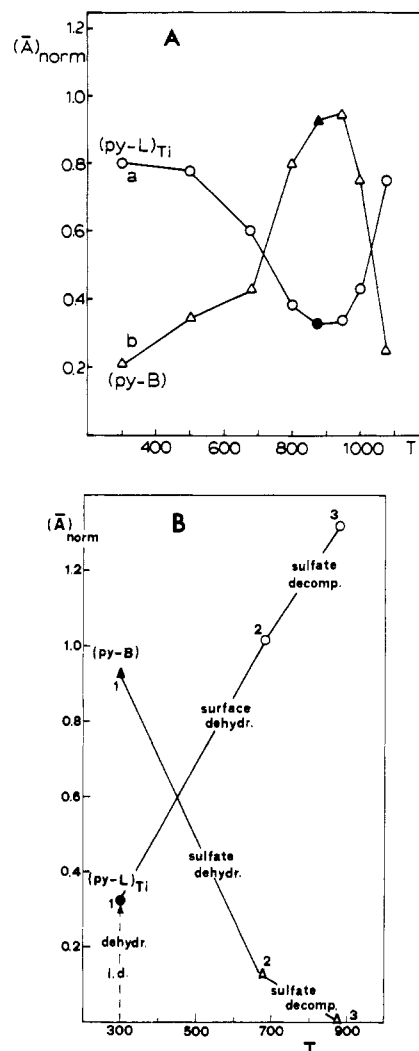 A
(Ā)norm
1.2
1.0
0.8
0.6
0.4
0.2
(py-L)Ti
a
b
(py-B)
400 600 800 1000 T
B
(Ā)norm
1.2
1.0
0.8
0.6
0.4
0.2
3
sulfate
decomp.
2
(py-B)
1
surface
dehydr.
sulfate
dehydr.
(py-L)Ti
1
dehydr.
i.d.
2
sulfate
decomp.
3
300 500 700 900
T